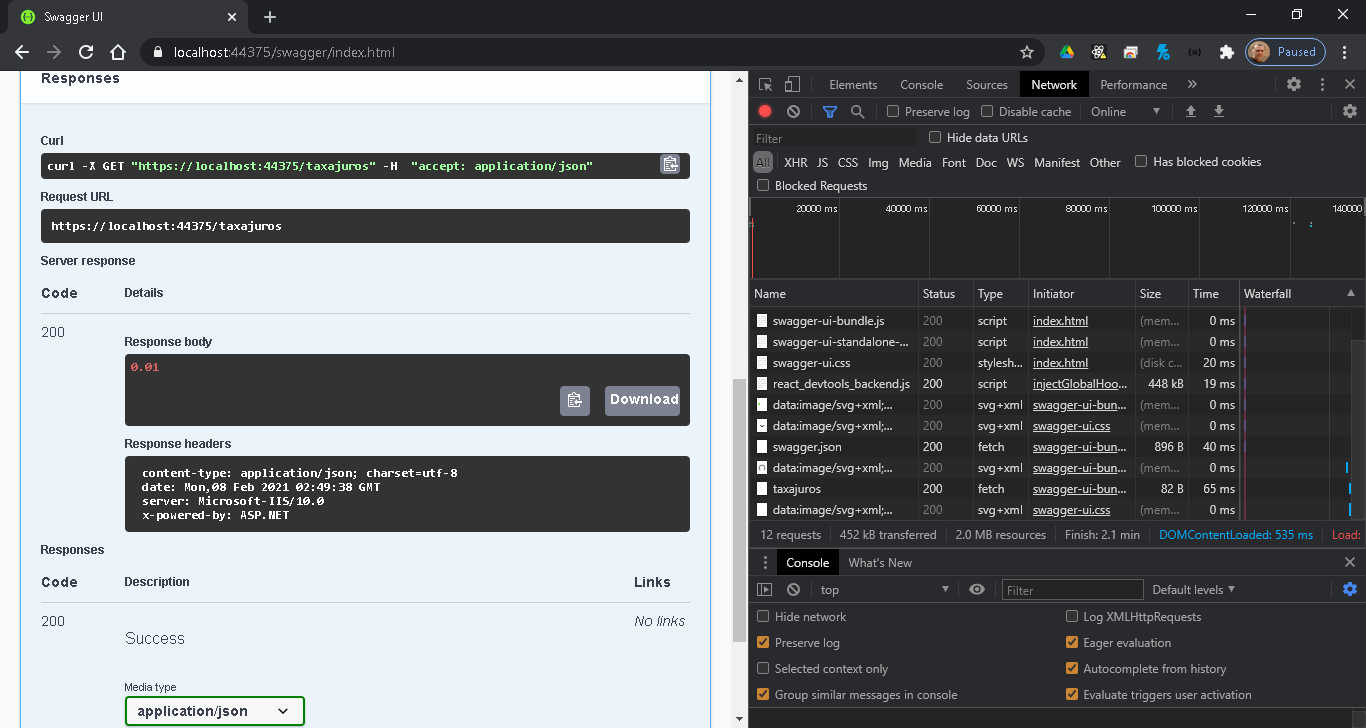 Swagger UI
localhost:44375/swagger/index.html
Paused
Responses
Curl
curl -X GET "https://localhost:44375/taxajuros" -H "accept: application/json"
Request URL
https://localhost:44375/taxajuros
Server response
Code Details
200
Response body
0.01
Download
Response headers
content-type: application/json; charset=utf-8
date: Mon,08 Feb 2021 02:49:38 GMT
server: Microsoft-IIS/10.0
x-powered-by: ASP.NET
Responses
Code Description Links
200
Success
No links
Media type
application/json
Elements Console Sources Network Performance
Preserve log Disable cache Online
Filter Hide data URLs
All XHR JS CSS Img Media Font Doc WS Manifest Other Has blocked cookies
Blocked Requests
20000 ms 40000 ms 60000 ms 80000 ms 100000 ms 120000 ms 140000
Name Status Type Initiator Size Time Waterfall
swagger-ui-bundle.js 200 script index.html (mem... 0 ms
swagger-ui-standalone-... 200 script index.html (mem... 0 ms
swagger-ui.css 200 stylesh... index.html (disk c... 20 ms
react_devtools_backend.js 200 script injectGlobalHoo... 448 kB 19 ms
data:image/svg+xml;... 200 svg+xml swagger-ui-bun... (mem... 0 ms
data:image/svg+xml;... 200 svg+xml swagger-ui.css (mem... 0 ms
swagger.json 200 fetch swagger-ui-bun... 896 B 40 ms
data:image/svg+xml;... 200 svg+xml swagger-ui-bun... (mem... 0 ms
taxajuros 200 fetch swagger-ui-bun... 82 B 65 ms
data:image/svg+xml;... 200 svg+xml swagger-ui.css (mem... 0 ms
12 requests 452 kB transferred 2.0 MB resources Finish: 2.1 min DOMContentLoaded: 535 ms Load:
Console What's New
top Filter Default levels
Hide network Log XMLHttpRequests
Preserve log Eager evaluation
Selected context only Autocomplete from history
Group similar messages in console Evaluate triggers user activation